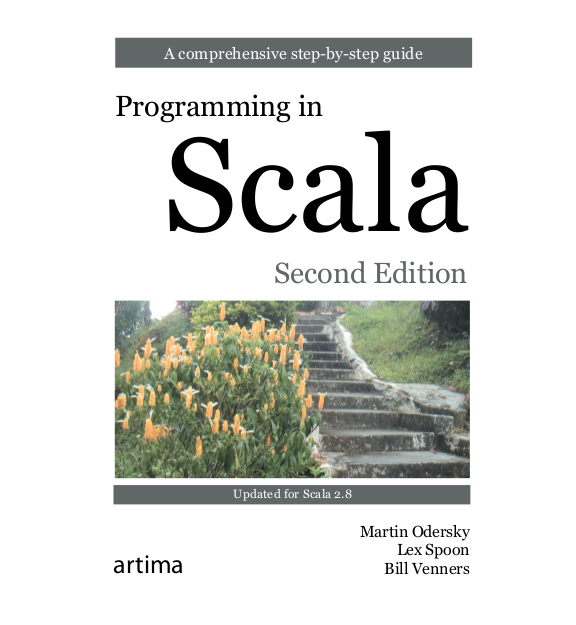 A comprehensive step-by-step guide
Programming in
Scala
Second Edition
Updated for Scala 2.8
Martin Odersky
Lex Spoon
Bill Venners
artima